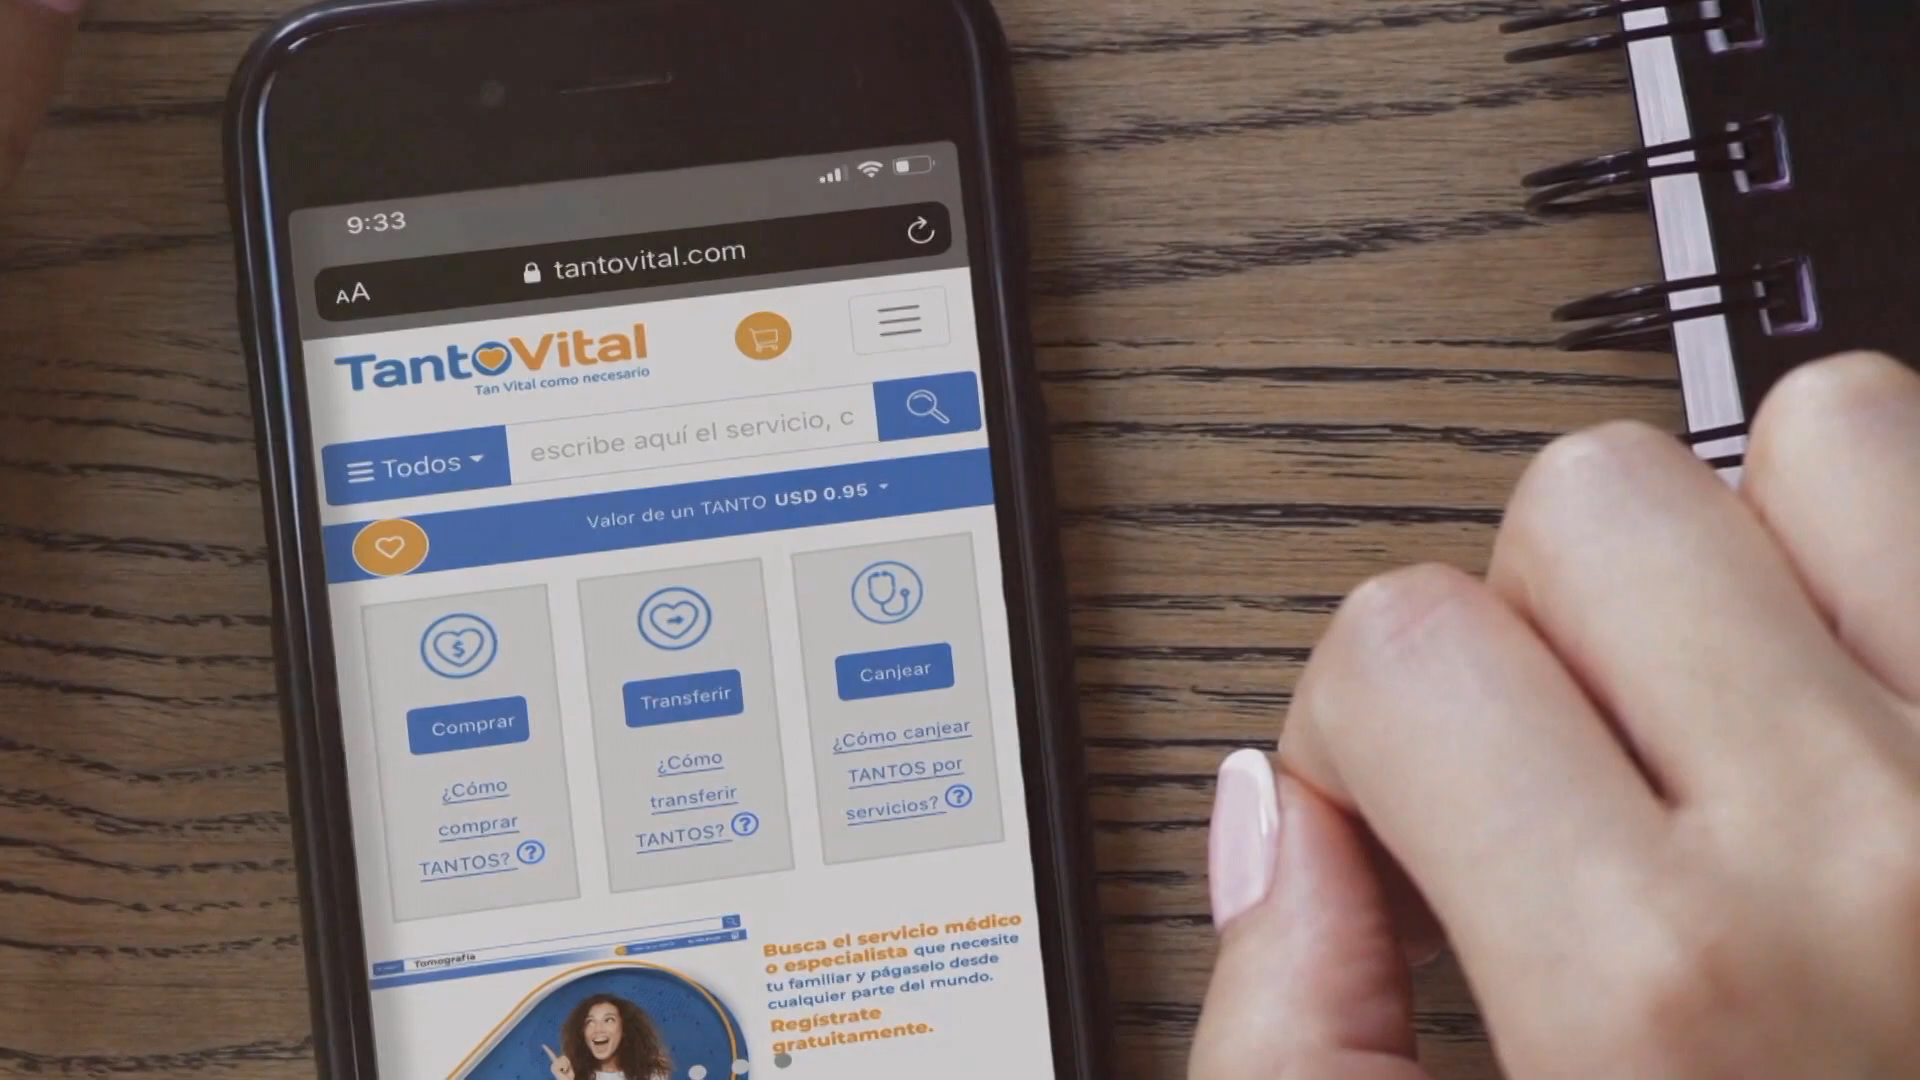 9:33
AA tantovital.com
TantoVital
Tan Vital como necesario
Todos escribe aquí el servicio, c
Valor de un TANTO USD 0.95
Comprar
¿Cómo
comprar
TANTOS? ?
Transferir
¿Cómo
transferir
TANTOS? ?
Canjear
¿Cómo canjear
TANTOS por
servicios? ?
Tomografía
Busca el servicio médico
o especialista que necesite
tu familiar y págaselo desde
cualquier parte del mundo.
Regístrate
gratuitamente.